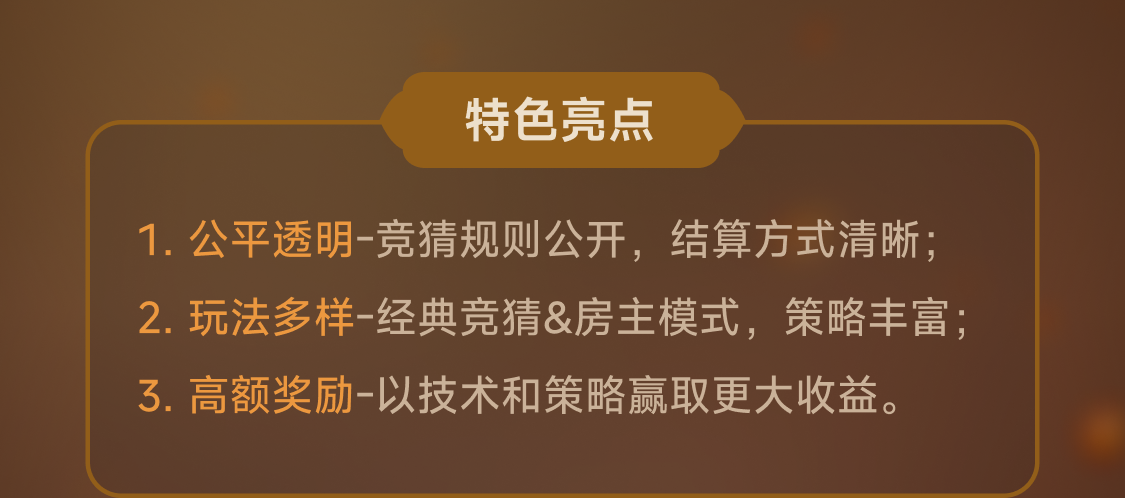 特色亮点
1. 公平透明-竞猜规则公开，结算方式清晰；
2. 玩法多样-经典竞猜&房主模式，策略丰富；
3. 高额奖励-以技术和策略赢取更大收益。